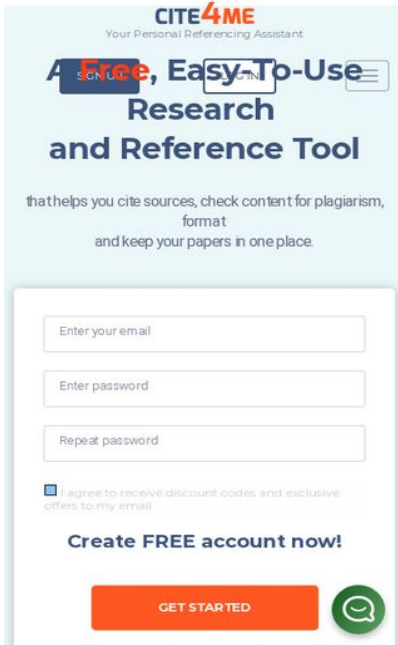 CITE4ME
Your Personal Referencing Assistant
SIGN UP
LOG IN
A Free, Easy-To-Use
Research
and Reference Tool
that helps you cite sources, check content for plagiarism,
format
and keep your papers in one place.
Enter your email
Enter password
Repeat password
I agree to receive discount codes and exclusive
offers to my email
Create FREE account now!
GET STARTED